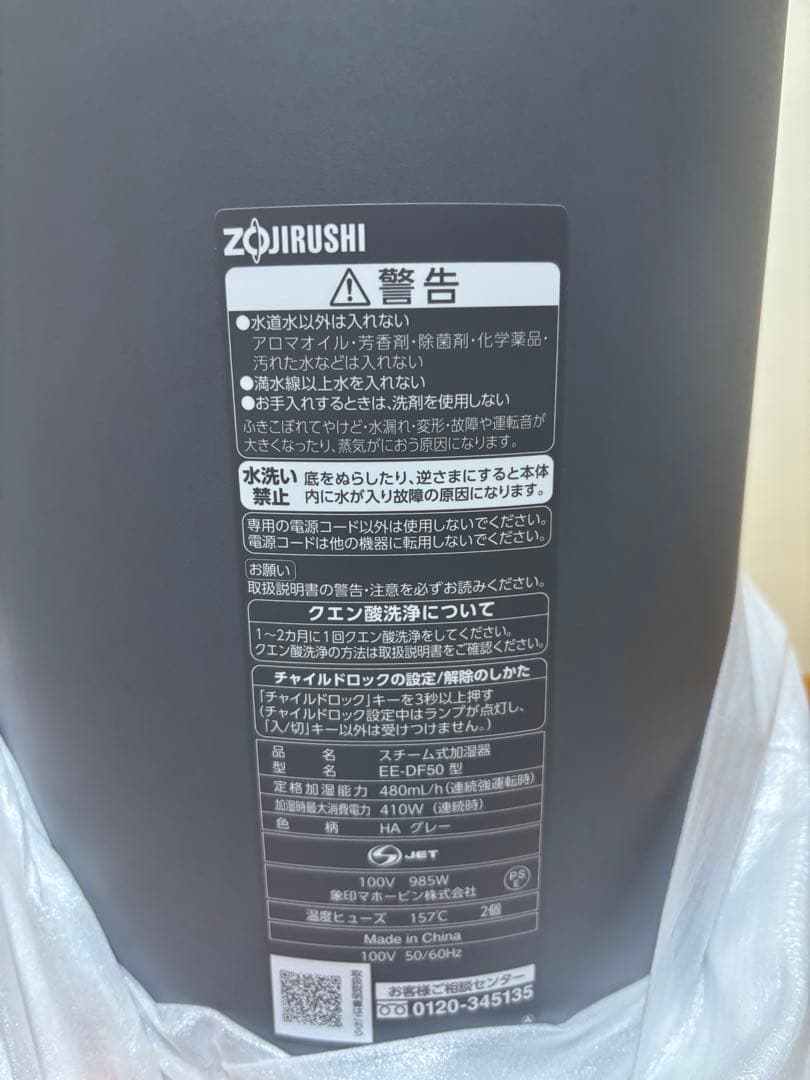 ZOJIRUSHI
警告
●水道水以外は入れない
アロマオイル・芳香剤・除菌剤・化学薬品・
汚れた水などは入れない
●満水線以上水を入れない
●お手入れするときは、洗剤を使用しない
ふきこぼれてやけど・水漏れ・変形・故障や運転音が
大きくなったり、蒸気がにおう原因になります。
水洗い
禁止
底をぬらしたり、逆さまにすると本体
内に水が入り故障の原因になります。
専用の電源コード以外は使用しないでください。
電源コードは他の機器に転用しないでください。
お願い
取扱説明書の警告・注意を必ずお読みください。
クエン酸洗浄について
1〜2カ月に1回クエン酸洗浄をしてください。
クエン酸洗浄の方法は取扱説明書をご確認ください。
チャイルドロックの設定/解除のしかた
「チャイルドロック」キーを3秒以上押す
(チャイルドロック設定中はランプが点灯し、
「入/切」キー以外は受けつけません。)
品名 スチーム式加湿器
型名 EE-DF50 型
定格加湿能力 480mL/h(連続強運転時)
加湿時最大消費電力 410W(連続時)
色柄 HA グレー
JET
100V 985W
PSE
象印マホービン株式会社
温度ヒューズ 157℃ 2個
Made in China
100V 50/60Hz
取扱説明書はこちら
お客様ご相談センター
0120-345135
A